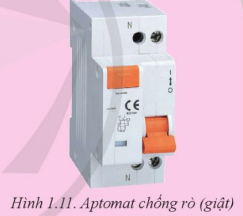 N
I
O
CE
N
Hình 1.11. Aptomat chống rò (giật)